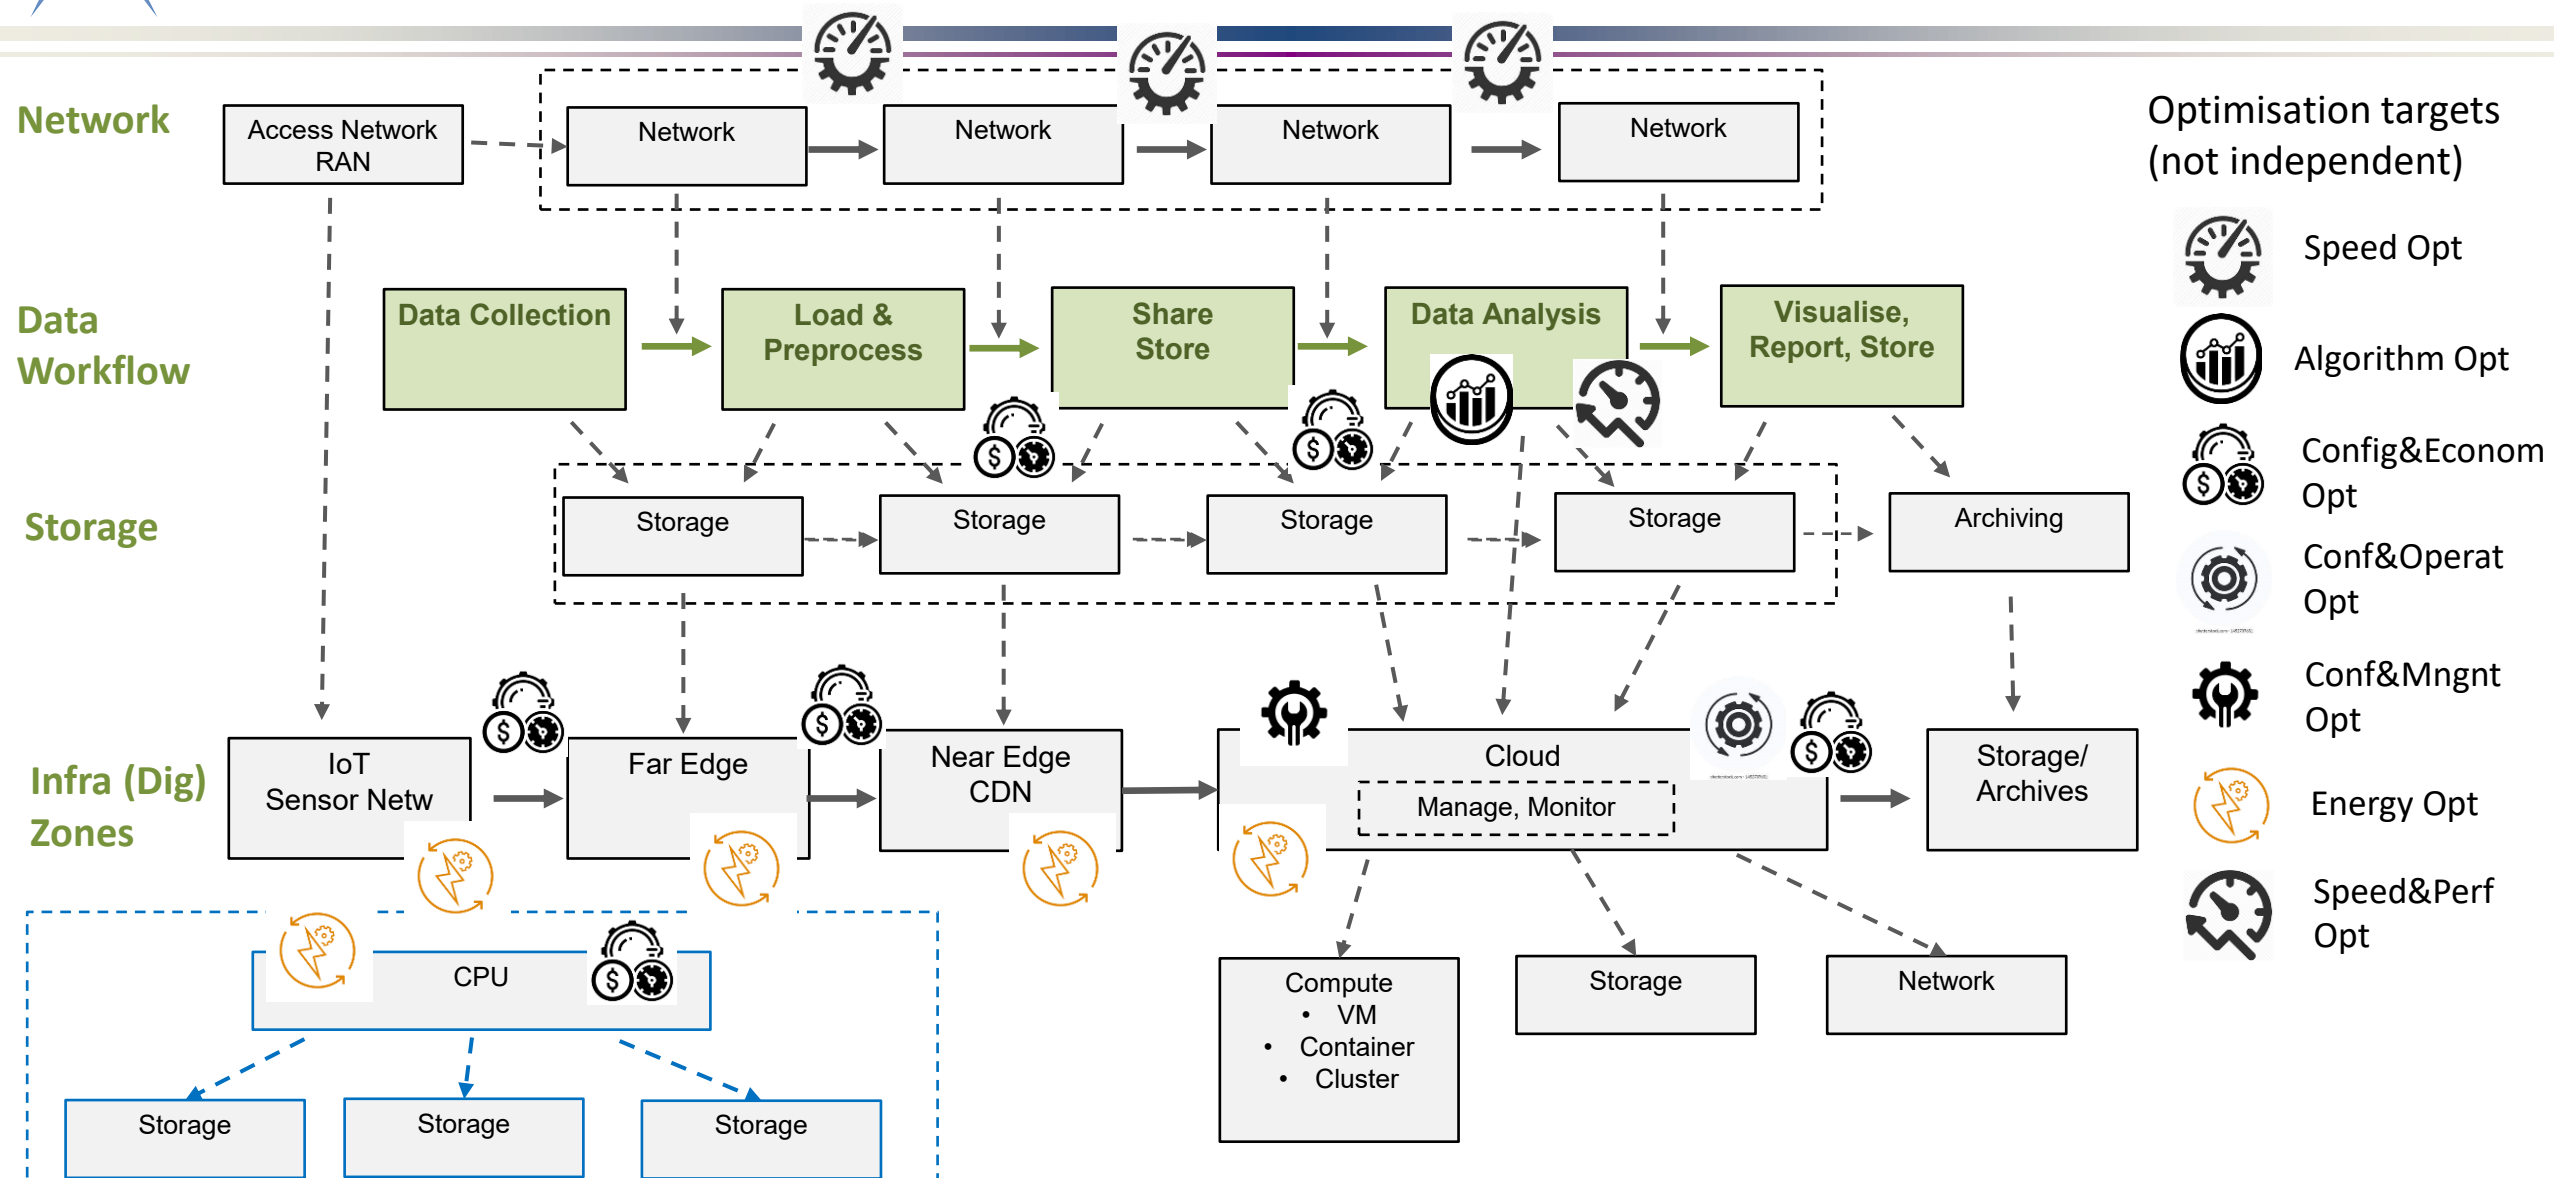 Network
Access Network
RAN
Network
Network
Network
Network
Optimisation targets
(not independent)
Speed Opt
Algorithm Opt
Config&Econom
Opt
Conf&Operat
Opt
Conf&Mngnt
Opt
Energy Opt
Speed&Perf
Opt
Data
Workflow
Data Collection
Load &
Preprocess
Share
Store
Data Analysis
Visualise,
Report, Store
$
$
$
Storage
Storage
Storage
Storage
Storage
Archiving
$
$
$
Infra (Dig)
Zones
IoT
Sensor Netw
Far Edge
Near Edge
CDN
Cloud
Manage, Monitor
Storage/
Archives
CPU
$
Storage
Storage
Storage
Compute
• VM
• Container
• Cluster
Storage
Network